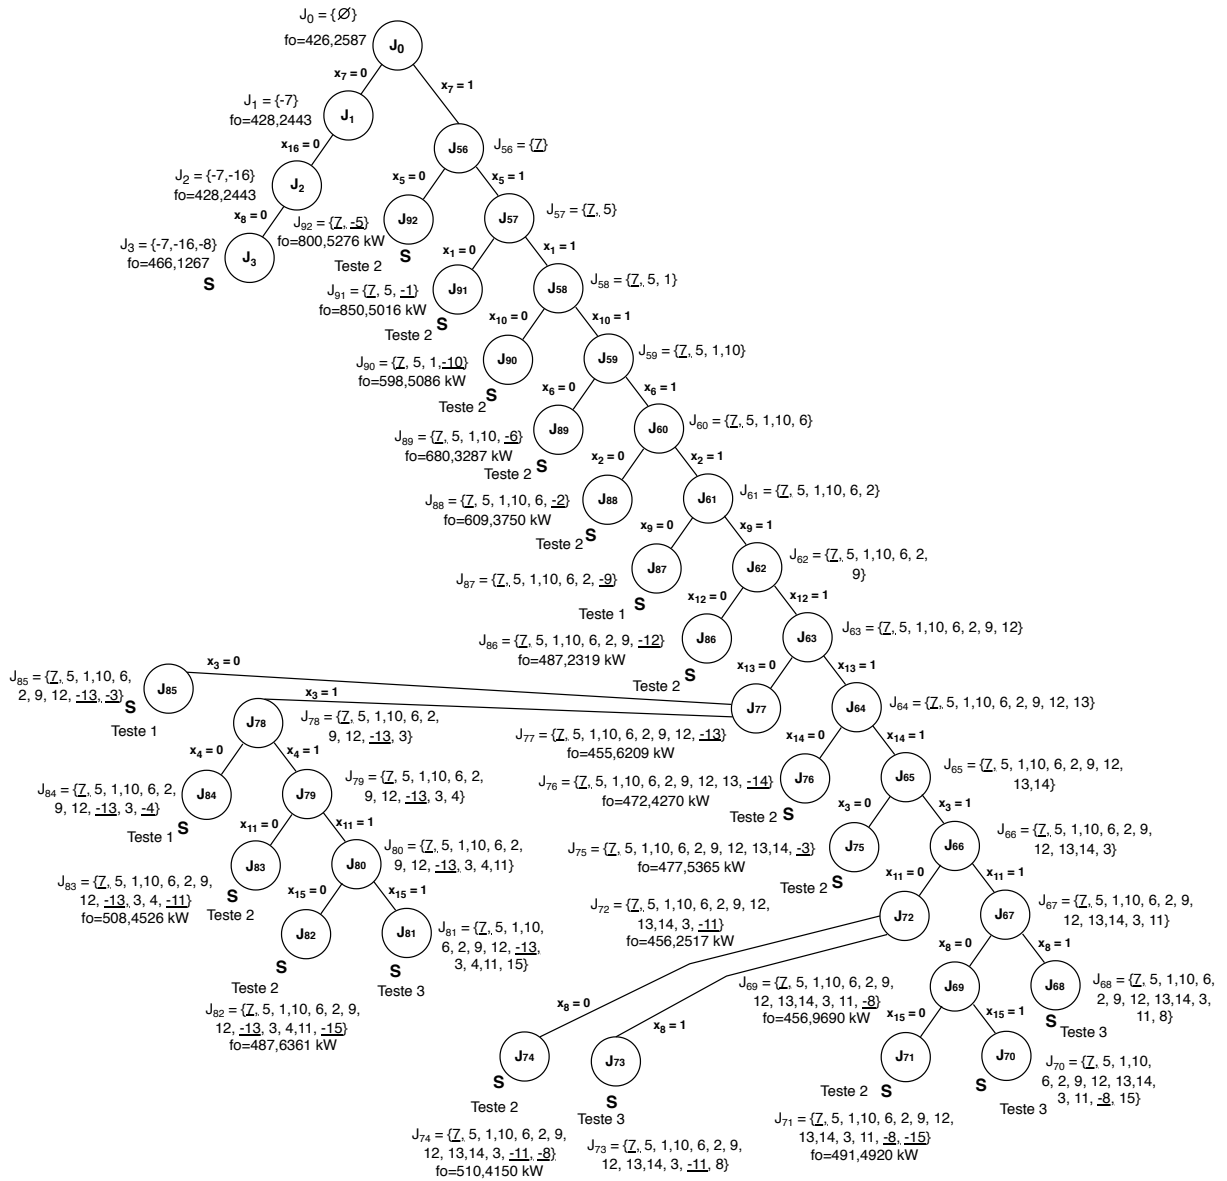 J0 = {∅}
fo=426,2587
J0
x7 = 0
x7 = 1
J1 = {-7}
fo=428,2443
J1
x16 = 0
J56
J56 = {7}
J2 = {-7,-16}
fo=428,2443
J2
x5 = 0
x5 = 1
x8 = 0
J92 = {7, -5}
fo=800,5276 kW
J92
S
Teste 2
J57
J57 = {7, 5}
J3 = {-7,-16,-8}
fo=466,1267
J3
S
x1 = 0
x1 = 1
J91 = {7, 5, -1}
fo=850,5016 kW
J91
S
Teste 2
J58
J58 = {7, 5, 1}
x10 = 0
x10 = 1
J90 = {7, 5, 1,-10}
fo=598,5086 kW
J90
S
Teste 2
J59
J59 = {7, 5, 1,10}
x6 = 0
x6 = 1
J89 = {7, 5, 1,10, -6}
fo=680,3287 kW
J89
S
Teste 2
J60
J60 = {7, 5, 1,10, 6}
x2 = 0
x2 = 1
J88 = {7, 5, 1,10, 6, -2}
fo=609,3750 kW
J88
S
Teste 2
J61
J61 = {7, 5, 1,10, 6, 2}
x9 = 0
x9 = 1
J87 = {7, 5, 1,10, 6, 2, -9}
J87
S
Teste 1
J62
J62 = {7, 5, 1,10, 6, 2,
9}
x12 = 0
x12 = 1
J86 = {7, 5, 1,10, 6, 2, 9, -12}
fo=487,2319 kW
J86
S
Teste 2
J63
J63 = {7, 5, 1,10, 6, 2, 9, 12}
x13 = 0
x13 = 1
x3 = 0
J85 = {7, 5, 1,10, 6,
2, 9, 12, -13, -3}
J85
S
Teste 1
x3 = 1
J78
J78 = {7, 5, 1,10, 6, 2,
9, 12, -13, 3}
J77
J77 = {7, 5, 1,10, 6, 2, 9, 12, -13}
fo=455,6209 kW
J64
J64 = {7, 5, 1,10, 6, 2, 9, 12, 13}
x14 = 0
x14 = 1
x4 = 0
x4 = 1
J84 = {7, 5, 1,10, 6, 2,
9, 12, -13, 3, -4}
J84
S
Teste 1
J79
J79 = {7, 5, 1,10, 6, 2,
9, 12, -13, 3, 4}
J76 = {7, 5, 1,10, 6, 2, 9, 12, 13, -14}
fo=472,4270 kW
J76
S
Teste 2
J65
J65 = {7, 5, 1,10, 6, 2, 9, 12,
13,14}
x3 = 0
x3 = 1
x11 = 0
x11 = 1
J83 = {7, 5, 1,10, 6, 2, 9,
12, -13, 3, 4, -11}
fo=508,4526 kW
J83
S
Teste 2
J80
J80 = {7, 5, 1,10, 6, 2,
9, 12, -13, 3, 4,11}
J75 = {7, 5, 1,10, 6, 2, 9, 12, 13,14, -3}
fo=477,5365 kW
J75
S
Teste 2
J66
J66 = {7, 5, 1,10, 6, 2, 9,
12, 13,14, 3}
x11 = 0
x11 = 1
x15 = 0
x15 = 1
J82
S
Teste 2
J82 = {7, 5, 1,10, 6, 2, 9,
12, -13, 3, 4,11, -15}
fo=487,6361 kW
J81
S
Teste 3
J81 = {7, 5, 1,10,
6, 2, 9, 12, -13,
3, 4,11, 15}
J72 = {7, 5, 1,10, 6, 2, 9, 12,
13,14, 3, -11}
fo=456,2517 kW
J72
J67
J67 = {7, 5, 1,10, 6, 2, 9,
12, 13,14, 3, 11}
x8 = 0
x8 = 1
J69 = {7, 5, 1,10, 6, 2, 9,
12, 13,14, 3, 11, -8}
fo=456,9690 kW
J69
J68
S
Teste 3
J68 = {7, 5, 1,10, 6,
2, 9, 12, 13,14, 3,
11, 8}
x8 = 0
x8 = 1
x15 = 0
x15 = 1
J74
S
Teste 2
J74 = {7, 5, 1,10, 6, 2, 9,
12, 13,14, 3, -11, -8}
fo=510,4150 kW
J73
S
Teste 3
J73 = {7, 5, 1,10, 6, 2, 9,
12, 13,14, 3, -11, 8}
J71
Teste 2
S
J71 = {7, 5, 1,10, 6, 2, 9, 12,
13,14, 3, 11, -8, -15}
fo=491,4920 kW
J70
S
Teste 3
J70 = {7, 5, 1,10,
6, 2, 9, 12, 13,14,
3, 11, -8, 15}